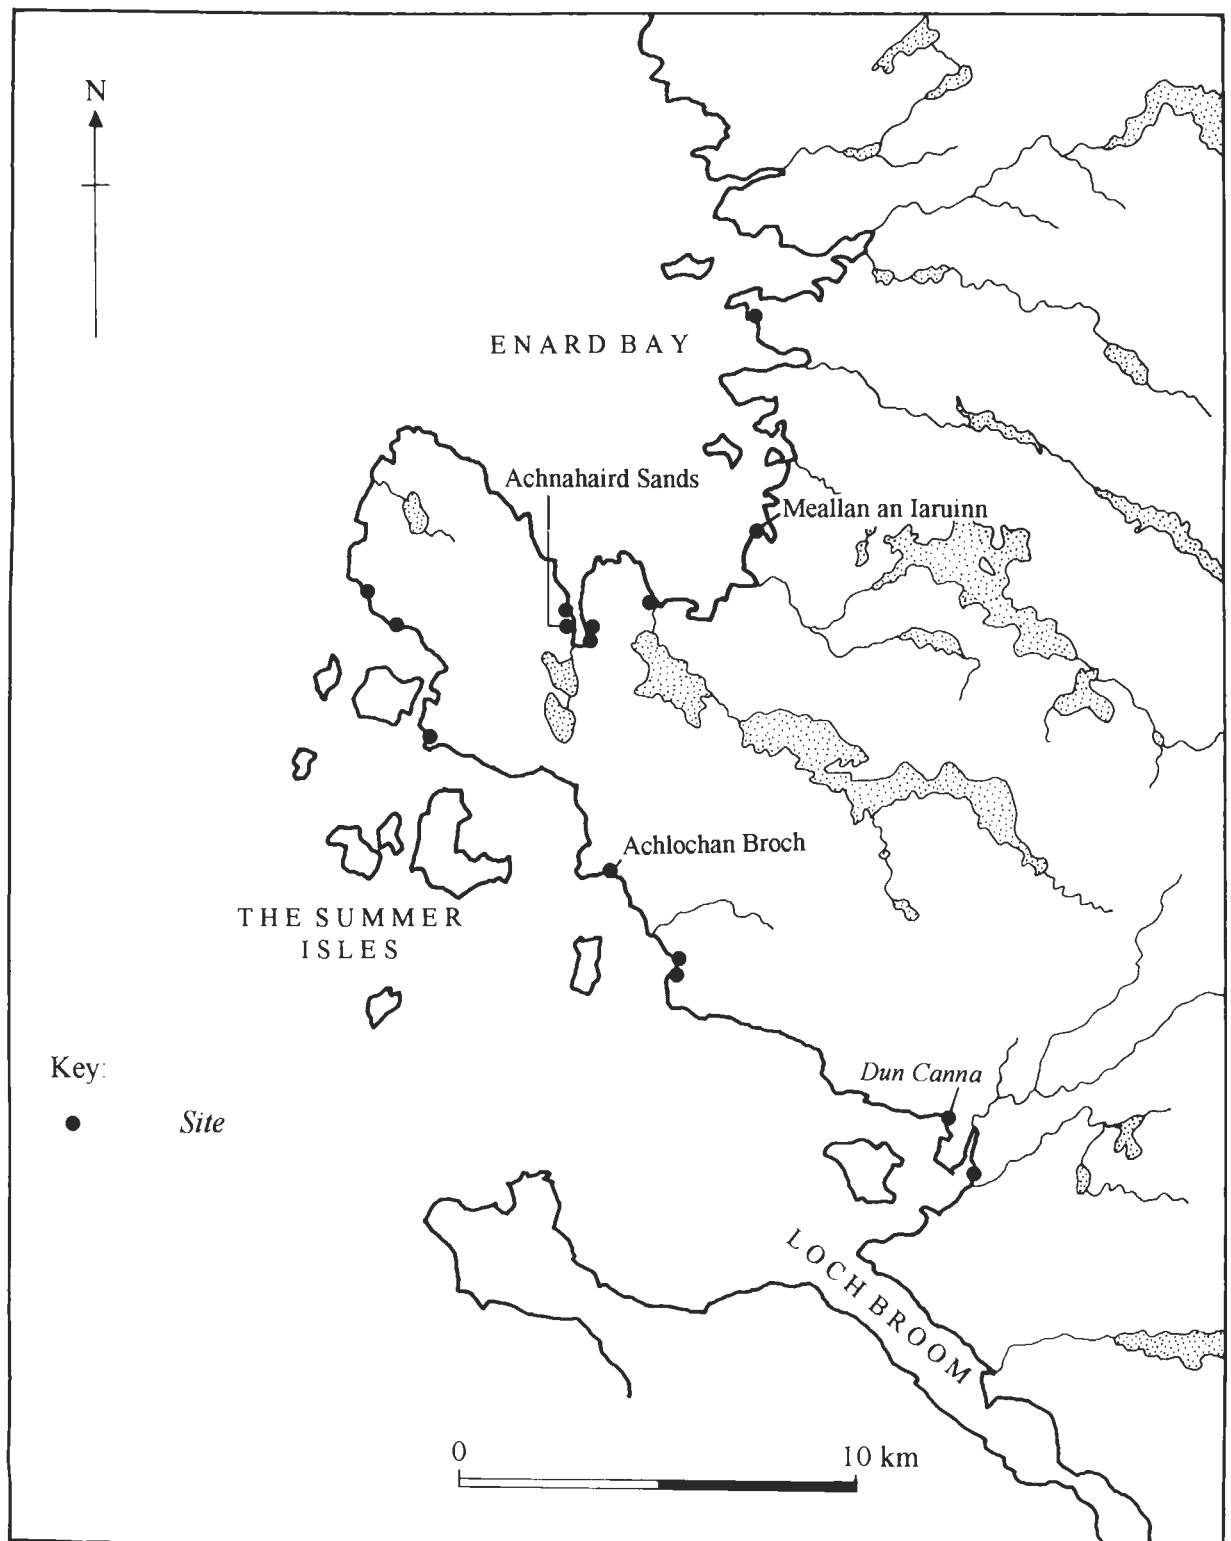 N
ENARD BAY
Achnahaird Sands
Meallan an Iaruinn
Achlochan Broch
THE SUMMER
ISLES
Key:
Site
Dun Canna
LOCH BROOM
0
10 km